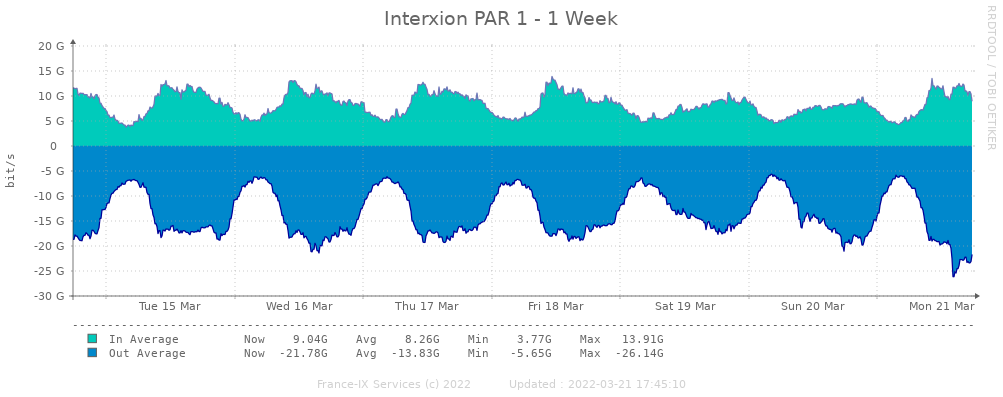 Interxion PAR 1 - 1 Week
RRDTOOL / TOBI OETIKER
bit/s
20 G
15 G
10 G
5 G
0
-5 G
-10 G
-15 G
-20 G
-25 G
-30 G
Tue 15 Mar Wed 16 Mar Thu 17 Mar Fri 18 Mar Sat 19 Mar Sun 20 Mar Mon 21 Mar
In Average Now 9.04G Avg 8.26G Min 3.77G Max 13.91G
Out Average Now -21.78G Avg -13.83G Min -5.65G Max -26.14G
France-IX Services (c) 2022 Updated : 2022-03-21 17:45:10